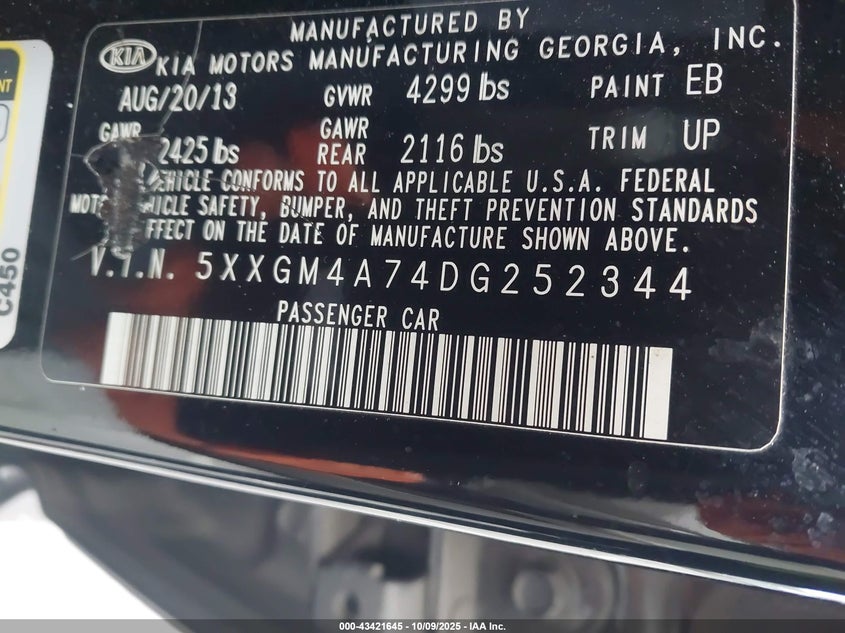 MANUFACTURED BY
KIA KIA MOTORS MANUFACTURING GEORGIA, INC.
AUG/20/13 GVWR 4299 lbs PAINT EB
GAWR 2425 lbs GAWR REAR 2116 lbs TRIM UP
VEHICLE CONFORMS TO ALL APPLICABLE U.S.A. FEDERAL
SAFETY, BUMPER, AND THEFT PREVENTION STANDARDS
EFFECT ON THE DATE OF MANUFACTURE SHOWN ABOVE.
V.I.N. 5XXGM4A74DG252344
PASSENGER CAR
C450
000-43421645 - 10/09/2025 - IAA Inc.